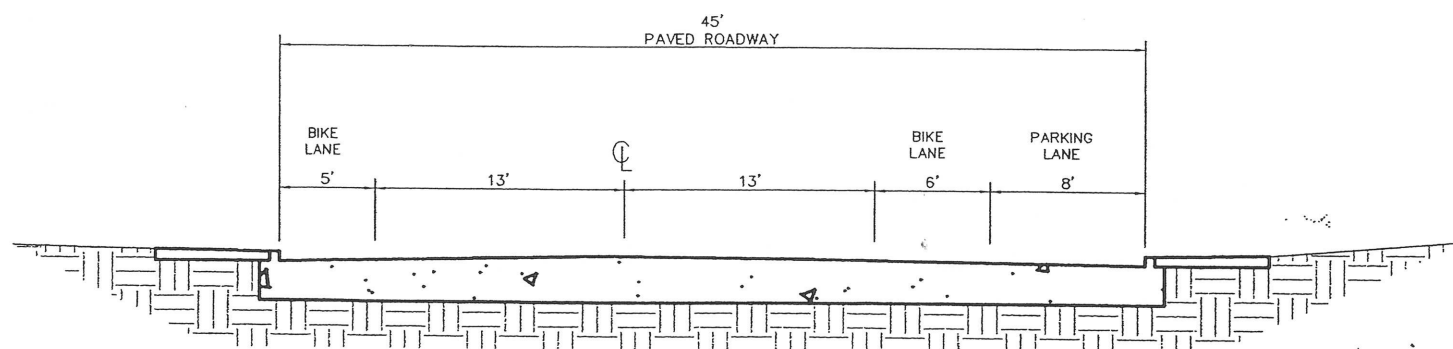 45'
PAVED ROADWAY
BIKE
LANE
℄
BIKE
LANE
PARKING
LANE
5'
13'
13'
6'
8'